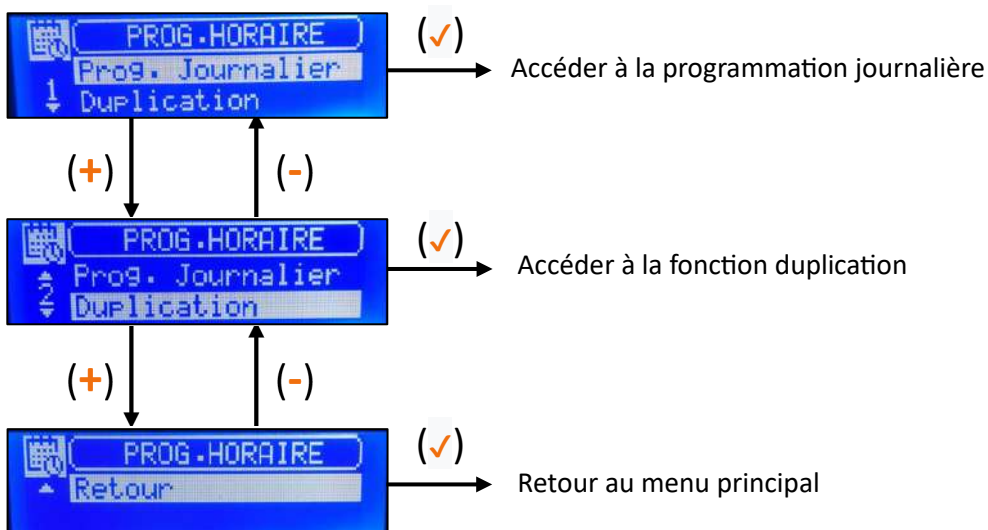 PROG.HORAIRE
(✓)
Prog. Journalier
Accéder à la programmation journalière
1
Duplication
(+)
(-)
PROG.HORAIRE
(✓)
Prog. Journalier
Accéder à la fonction duplication
2
Duplication
(+)
(-)
PROG.HORAIRE
(✓)
Retour
Retour au menu principal